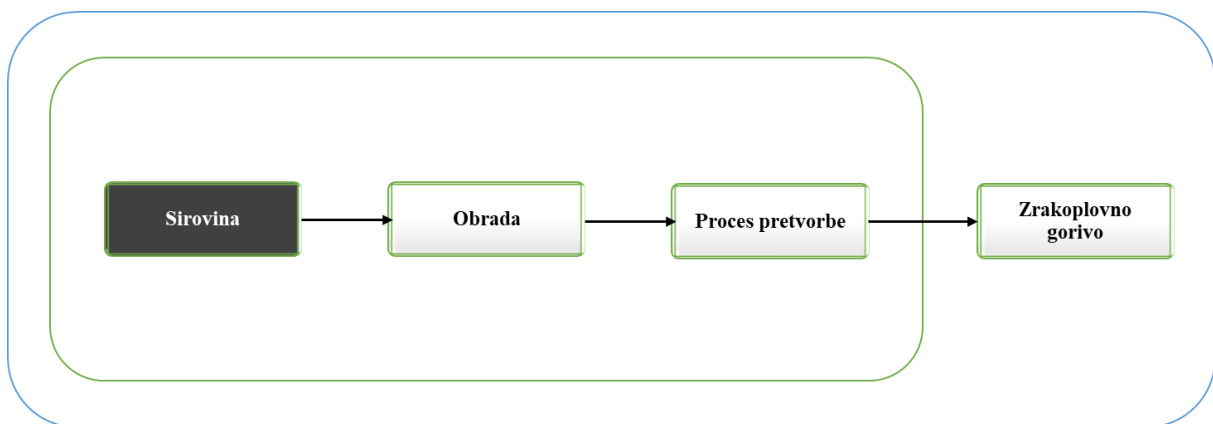 Sirovina
Obrada
Proces pretvorbe
Zrakoplovno
gorivo